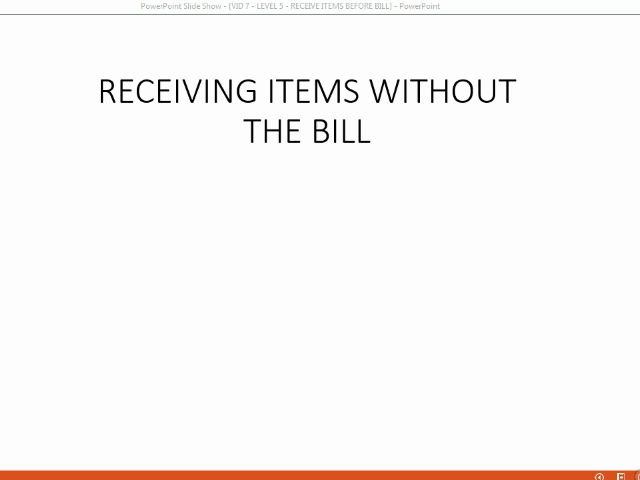 PowerPoint Slide Show - [VID 7 - LEVEL 5 - RECEIVE ITEMS BEFORE BILL] - PowerPoint
RECEIVING ITEMS WITHOUT
THE BILL